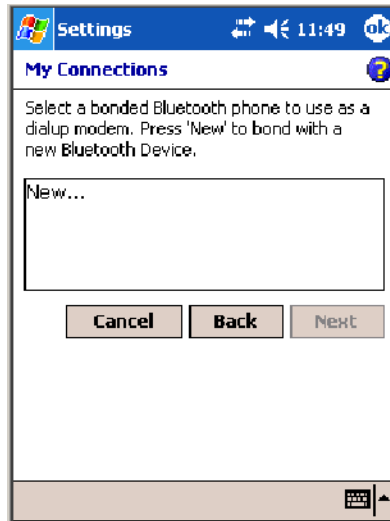 Settings 11:49 ok
My Connections
Select a bonded Bluetooth phone to use as a
dialup modem. Press 'New' to bond with a
new Bluetooth Device.
New...
Cancel Back Next